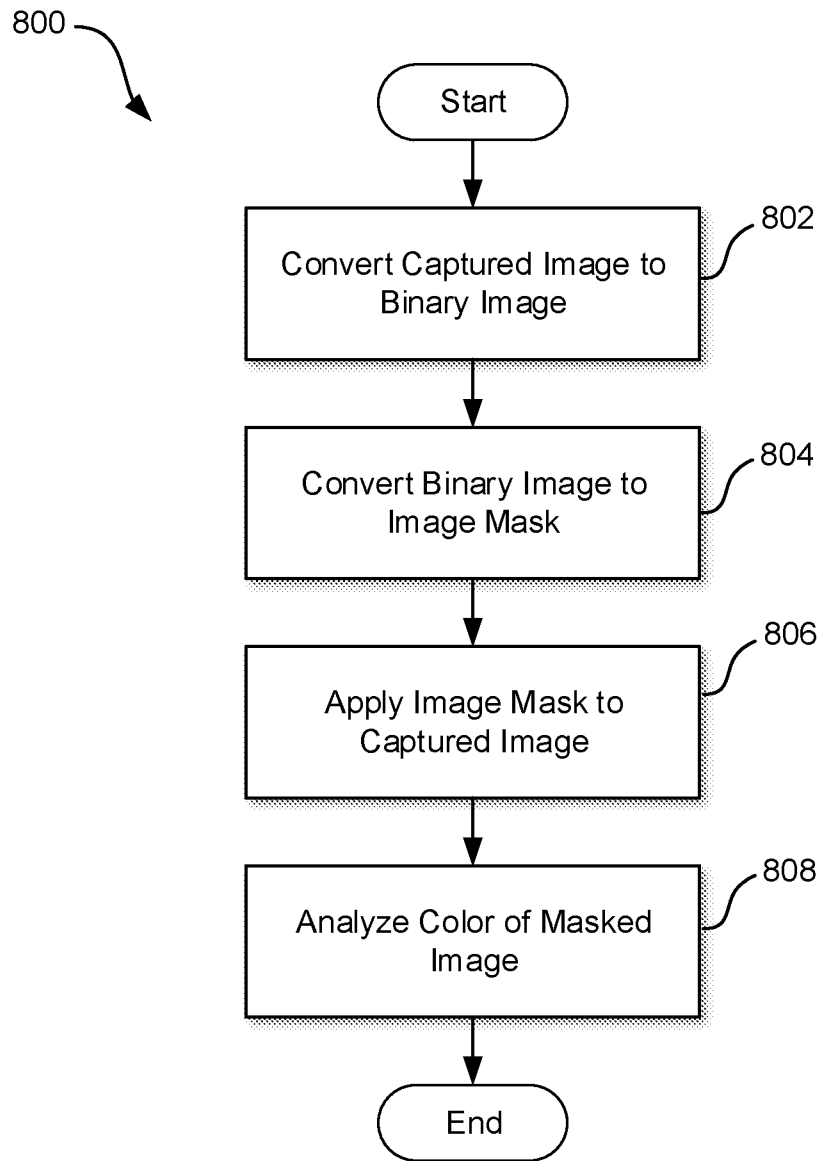 800
Start
802
Convert Captured Image to
Binary Image
804
Convert Binary Image to
Image Mask
806
Apply Image Mask to
Captured Image
808
Analyze Color of Masked
Image
End